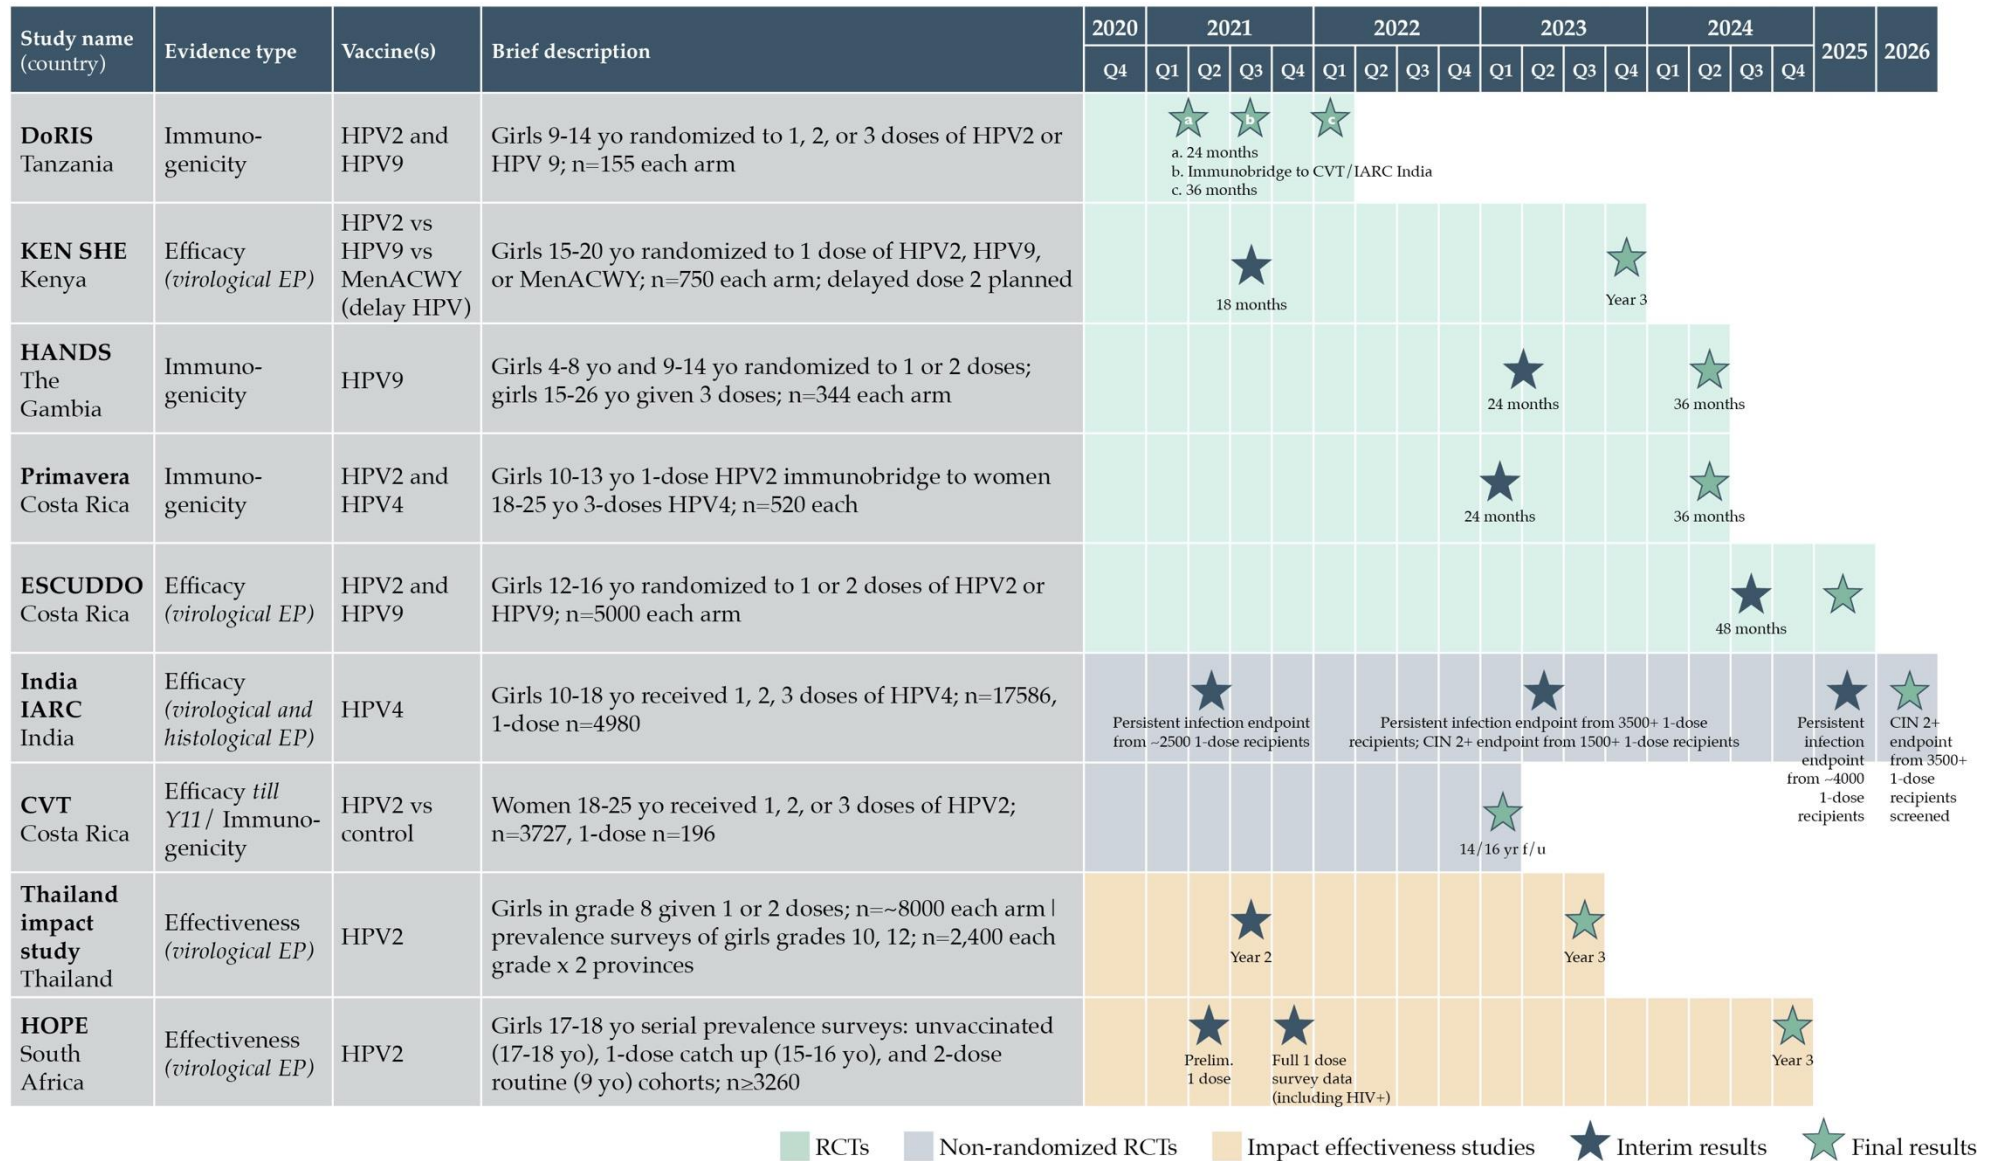 Study name
(country)
Evidence type
Vaccine(s)
Brief description
2020
2021
2022
2023
2024
2025
2026
Q4
Q1
Q2
Q3
Q4
Q1
Q2
Q3
Q4
Q1
Q2
Q3
Q4
Q1
Q2
Q3
Q4
DoRIS
Tanzania
Immuno-
genicity
HPV2 and
HPV9
Girls 9-14 yo randomized to 1, 2, or 3 doses of HPV2 or
HPV 9; n=155 each arm
a
b
c
a. 24 months
b. Immunobridge to CVT/IARC India
c. 36 months
KEN SHE
Kenya
Efficacy
(virological EP)
HPV2 vs
HPV9 vs
MenACWY
(delay HPV)
Girls 15-20 yo randomized to 1 dose of HPV2, HPV9,
or MenACWY; n=750 each arm; delayed dose 2 planned
18 months
Year 3
HANDS
The
Gambia
Immuno-
genicity
HPV9
Girls 4-8 yo and 9-14 yo randomized to 1 or 2 doses;
girls 15-26 yo given 3 doses; n=344 each arm
24 months
36 months
Primavera
Costa Rica
Immuno-
genicity
HPV2 and
HPV4
Girls 10-13 yo 1-dose HPV2 immunobridge to women
18-25 yo 3-doses HPV4; n=520 each
24 months
36 months
ESCUDDO
Costa Rica
Efficacy
(virological EP)
HPV2 and
HPV9
Girls 12-16 yo randomized to 1 or 2 doses of HPV2 or
HPV9; n=5000 each arm
48 months
India
IARC
India
Efficacy
(virological and
histological EP)
HPV4
Girls 10-18 yo received 1, 2, 3 doses of HPV4; n=17586,
1-dose n=4980
Persistent infection endpoint
from ~2500 1-dose recipients
Persistent infection endpoint from 3500+ 1-dose
recipients; CIN 2+ endpoint from 1500+ 1-dose recipients
Persistent
infection
endpoint
from ~4000
1-dose
recipients
CIN 2+
endpoint
from 3500+
1-dose
recipients
screened
CVT
Costa Rica
Efficacy till
Y11/ Immuno-
genicity
HPV2 vs
control
Women 18-25 yo received 1, 2, or 3 doses of HPV2;
n=3727, 1-dose n=196
14/16 yr f/u
Thailand
impact
study
Thailand
Effectiveness
(virological EP)
HPV2
Girls in grade 8 given 1 or 2 doses; n=~8000 each arm |
prevalence surveys of girls grades 10, 12; n=2,400 each
grade x 2 provinces
Year 2
Year 3
HOPE
South
Africa
Effectiveness
(virological EP)
HPV2
Girls 17-18 yo serial prevalence surveys: unvaccinated
(17-18 yo), 1-dose catch up (15-16 yo), and 2-dose
routine (9 yo) cohorts; n≥3260
Prelim.
1 dose
Full 1 dose
survey data
(including HIV+)
Year 3
RCTs
Non-randomized RCTs
Impact effectiveness studies
Interim results
Final results